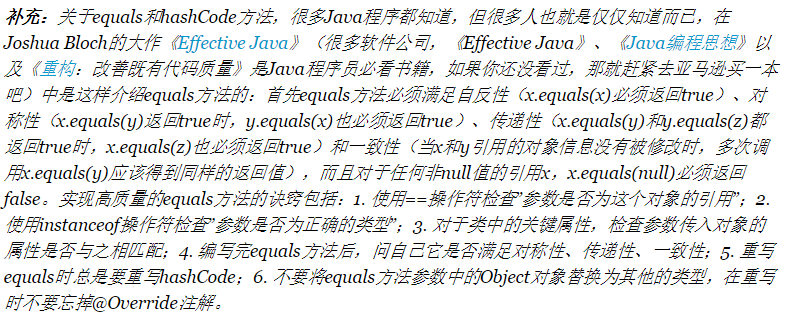 补充：关于equals和hashCode方法，很多Java程序都知道，但很多人也就是仅仅知道而已，在
Joshua Bloch的大作《Effective Java》（很多软件公司，《Effective Java》、《Java编程思想》以
及《重构：改善既有代码质量》是Java程序员必看书籍，如果你还没看过，那就赶紧去亚马逊买一本
吧）中是这样介绍equals方法的：首先equals方法必须满足自反性（x.equals(x)必须返回true）、对
称性（x.equals(y)返回true时，y.equals(x)也必须返回true）、传递性（x.equals(y)和y.equals(z)都
返回true时，x.equals(z)也必须返回true）和一致性（当x和y引用的对象信息没有被修改时，多次调
用x.equals(y)应该得到同样的返回值），而且对于任何非null值的引用x，x.equals(null)必须返回
false。实现高质量的equals方法的诀窍包括：1. 使用==操作符检查"参数是否为这个对象的引用"；2.
使用instanceof操作符检查"参数是否为正确的类型"；3. 对于类中的关键属性，检查参数传入对象的
属性是否与之相匹配；4. 编写完equals方法后，问自己它是否满足对称性、传递性、一致性；5. 重写
equals时总是要重写hashCode；6. 不要将equals方法参数中的Object对象替换为其他的类型，在重写
时不要忘掉@Override注解。